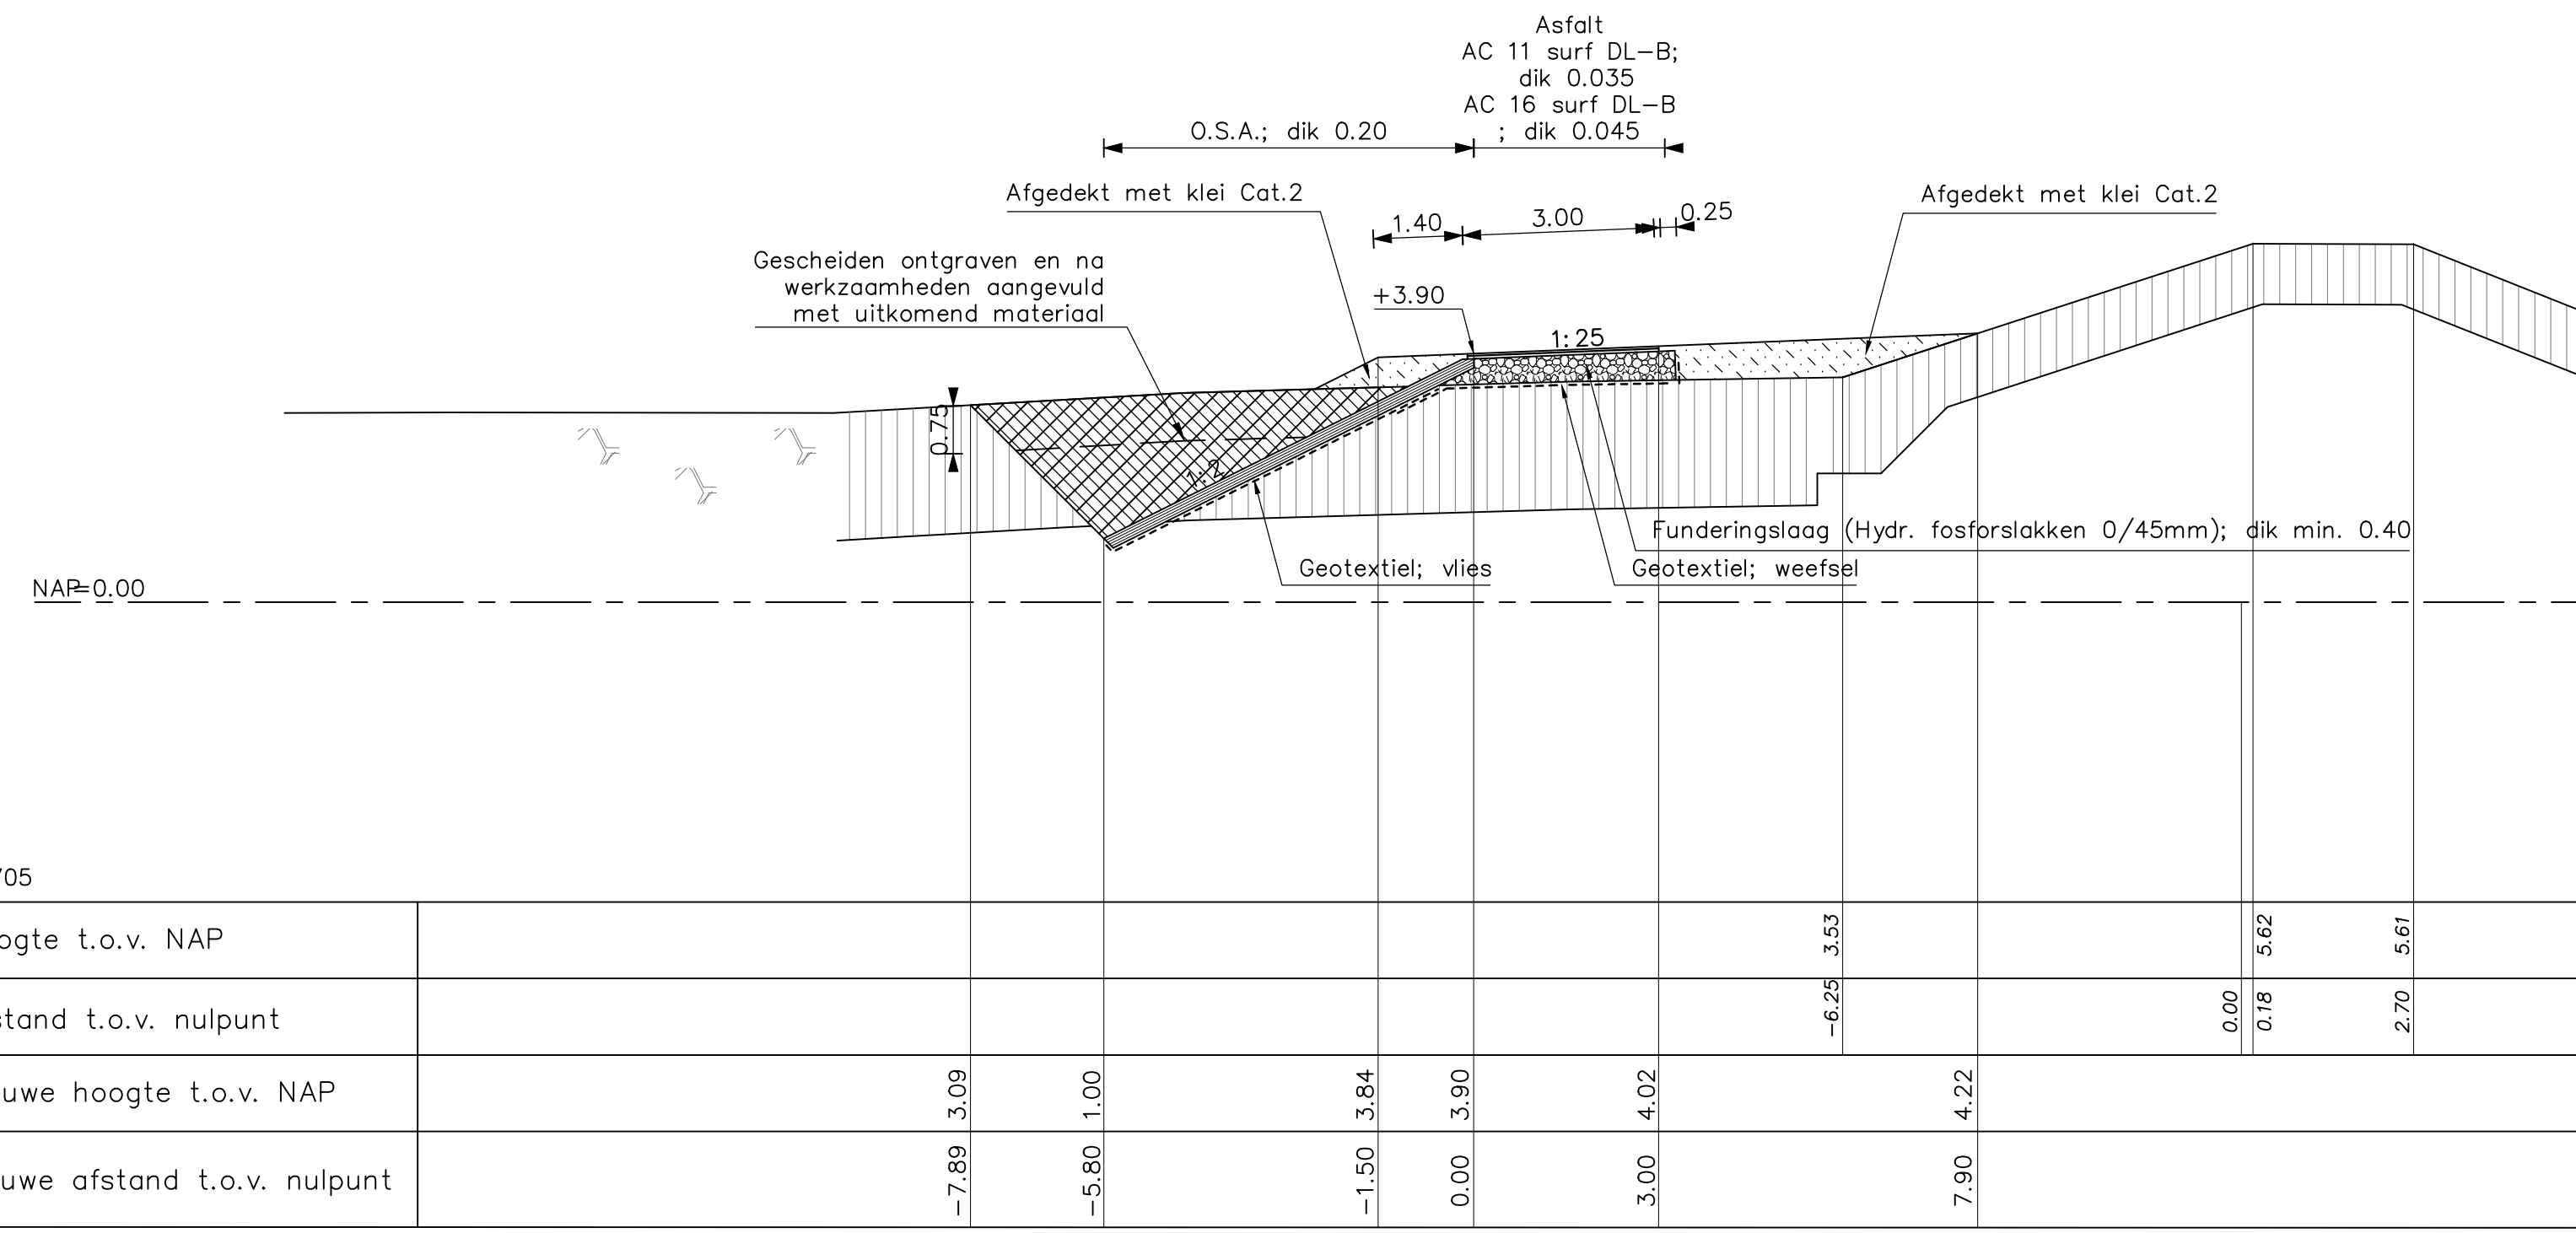 Asfalt
AC 11 surf DL-B;
dik 0.035
AC 16 surf DL-B
; dik 0.045
O.S.A.; dik 0.20
Afgedekt met klei Cat.2
Afgedekt met klei Cat.2
1.40
3.00
0.25
Gescheiden ontgraven en na
werkzaamheden aangevuld
met uitkomend materiaal
+3.90
1:25
0.75
1:2
Funderingslaag (Hydr. fosforslakken 0/45mm); dik min. 0.40
Geotextiel; vlies
Geotextiel; weefsel
NAP=0.00
/05
ogte t.o.v. NAP
3.53
5.62
5.61
stand t.o.v. nulpunt
-6.25
0.00
0.18
2.70
uwe hoogte t.o.v. NAP
3.09
1.00
3.84
3.90
4.02
4.22
uwe afstand t.o.v. nulpunt
-7.89
-5.80
-1.50
0.00
3.00
7.90